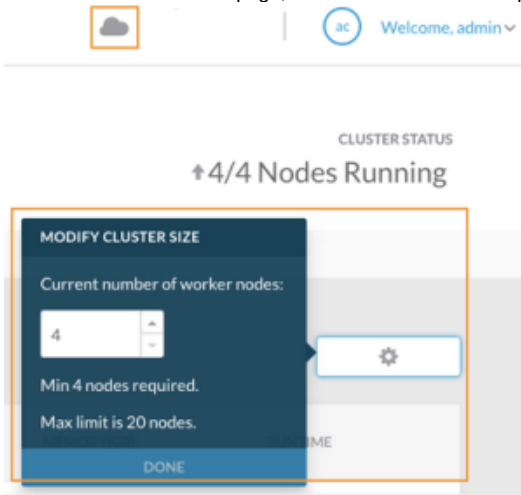 ac Welcome, admin
CLUSTER STATUS
4/4 Nodes Running
MODIFY CLUSTER SIZE
Current number of worker nodes:
4
Min 4 nodes required.
Max limit is 20 nodes.
DONE